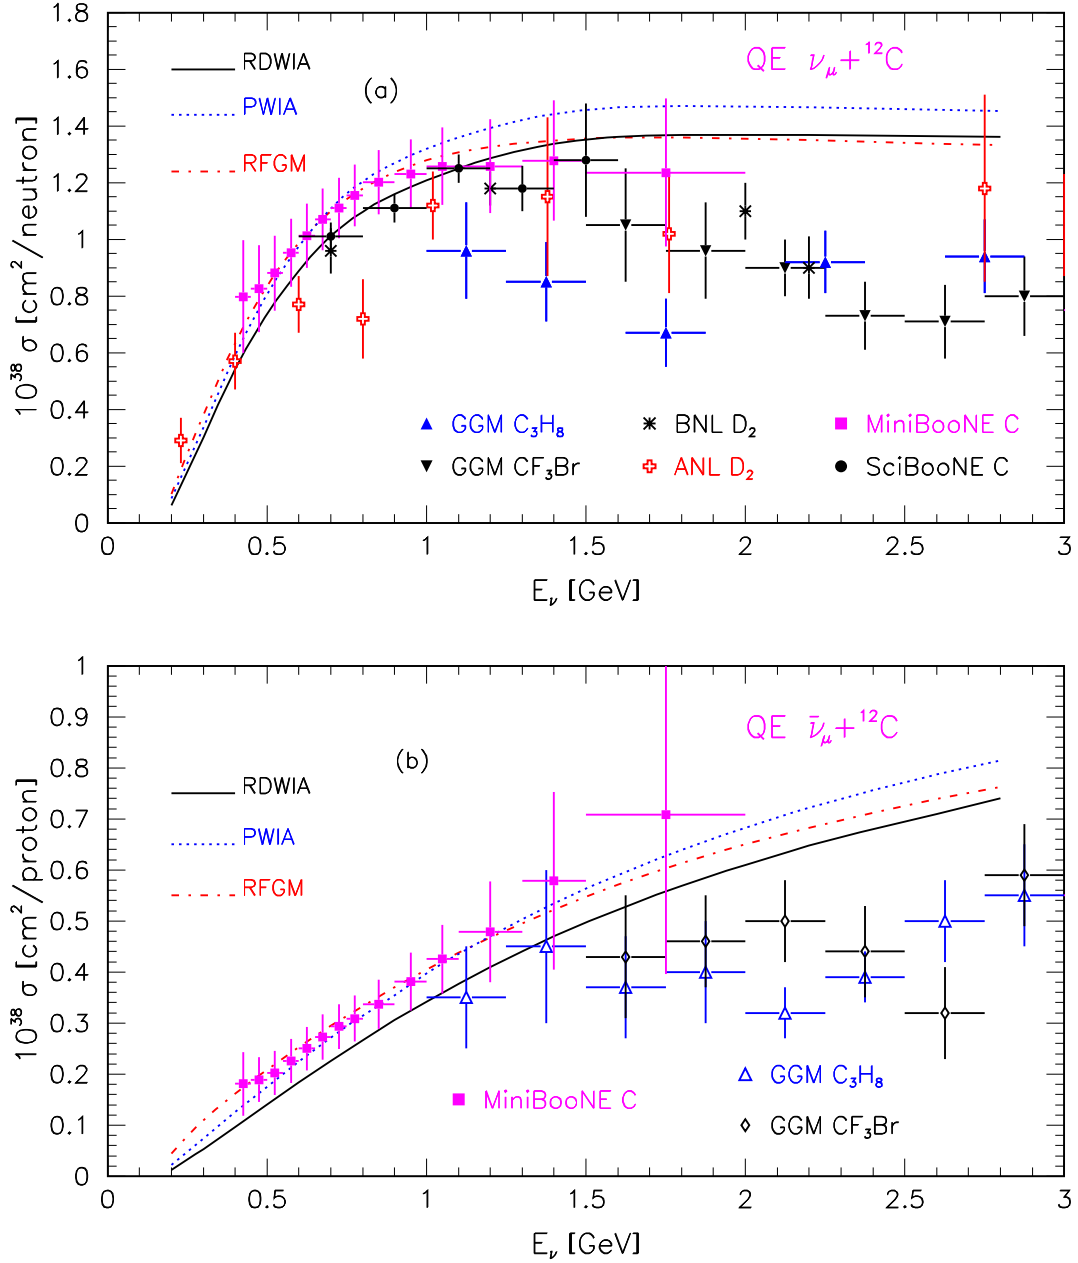 1.8
1.6
1.4
1.2
1
0.8
0.6
0.4
0.2
0
10³⁸ σ [cm²/neutron]
RDWIA
PWIA
RFGM
(a)
QE ν_μ+¹²C
GGM C₃H₈
BNL D₂
MiniBooNE C
GGM CF₃Br
ANL D₂
SciBooNE C
0 0.5 1 1.5 2 2.5 3
E_ν [GeV]
1
0.9
0.8
0.7
0.6
0.5
0.4
0.3
0.2
0.1
0
10³⁸ σ [cm²/proton]
RDWIA
PWIA
RFGM
(b)
QE ν̄_μ+¹²C
MiniBooNE C
GGM C₃H₈
GGM CF₃Br
0 0.5 1 1.5 2 2.5 3
E_ν [GeV]